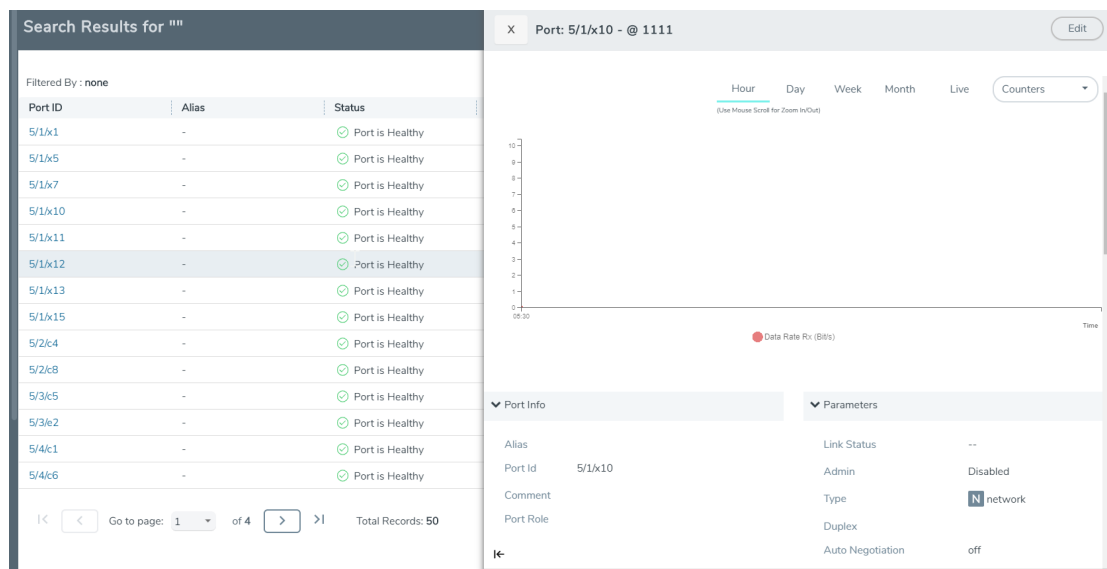 Search Results for ""
Filtered By : none
Port ID Alias Status
5/1/x1 - Port is Healthy
5/1/x5 - Port is Healthy
5/1/x7 - Port is Healthy
5/1/x10 - Port is Healthy
5/1/x11 - Port is Healthy
5/1/x12 - Port is Healthy
5/1/x13 - Port is Healthy
5/1/x15 - Port is Healthy
5/2/c4 - Port is Healthy
5/2/c8 - Port is Healthy
5/3/c5 - Port is Healthy
5/3/e2 - Port is Healthy
5/4/c1 - Port is Healthy
5/4/c6 - Port is Healthy
Go to page: 1 of 4 Total Records: 50
X Port: 5/1/x10 - @ 1111 Edit
Hour Day Week Month Live Counters
(Use Mouse Scroll for Zoom In/Out)
10
9
8
7
6
5
4
3
2
1
0
05:30
Time
Data Rate Rx (Bit/s)
Port Info
Alias
Port Id 5/1/x10
Comment
Port Role
Parameters
Link Status --
Admin Disabled
Type N network
Duplex
Auto Negotiation off